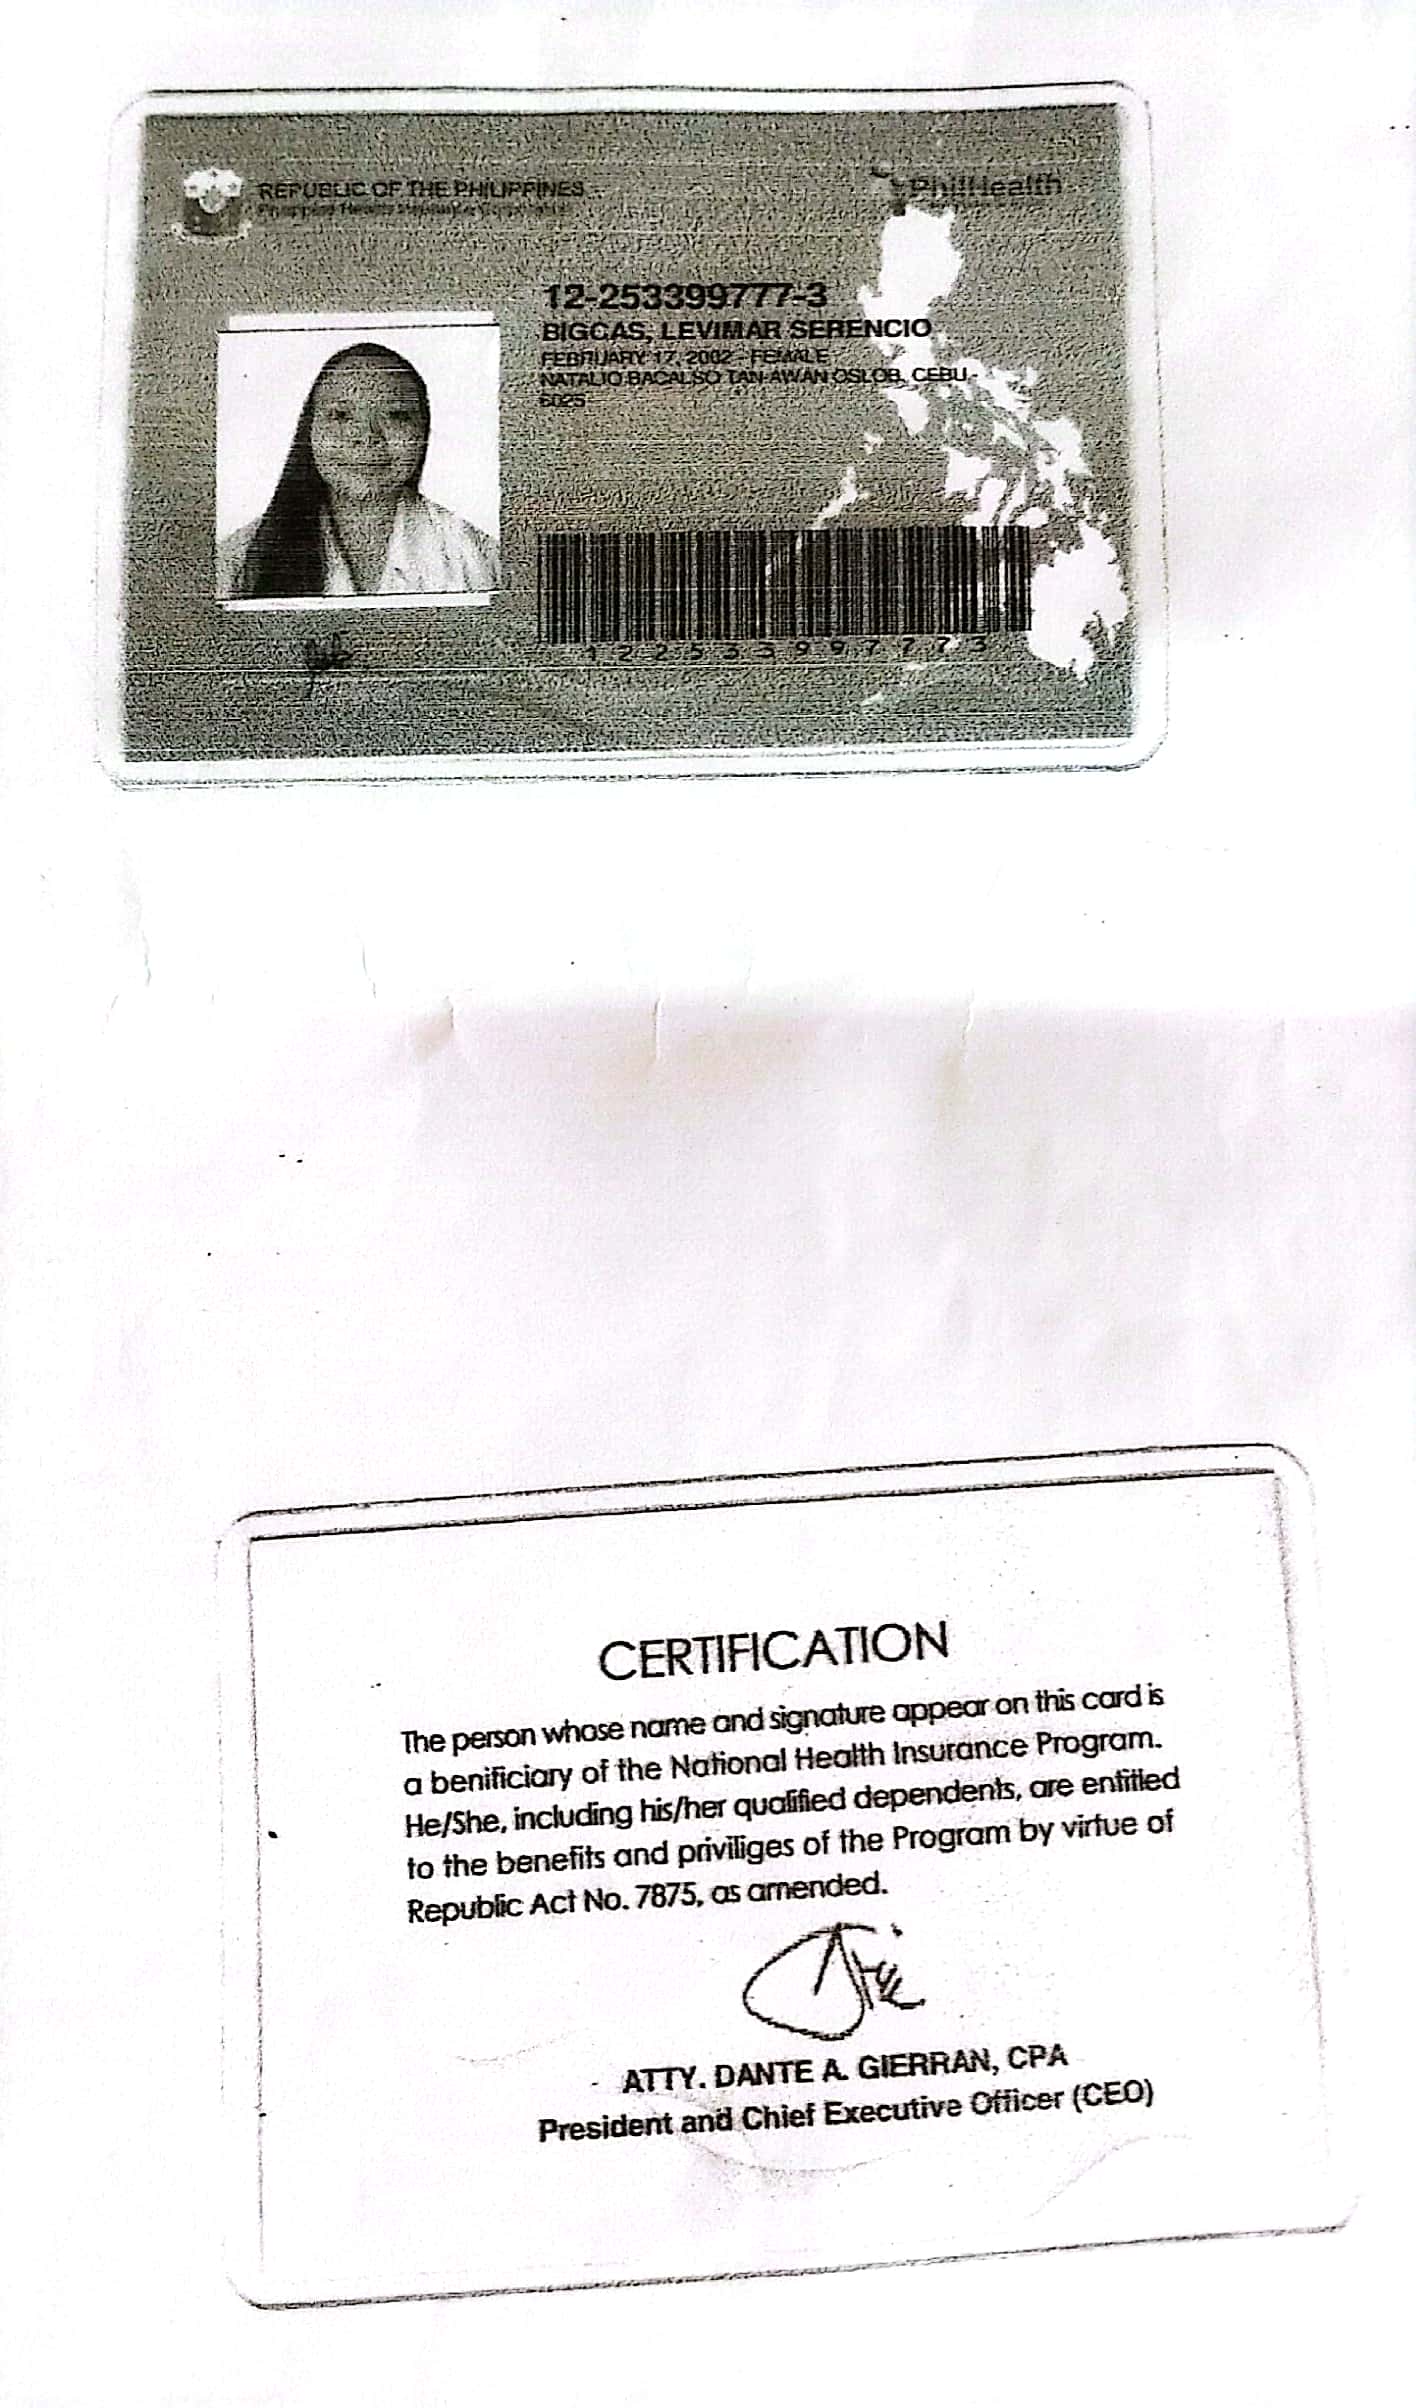 REPUBLIC OF THE PHILIPPINES
Philippine Health Insurance Corporation
PhilHealth
12-253399777-3
BIGCAS, LEVIMAR SERENCIO
FEBRUARY 17, 2002 - FEMALE
NATALIO BACALSO TAN-AWAN OSLOB, CEBU -
6025
122533997773
CERTIFICATION
The person whose name and signature appear on this card is
a benificiary of the National Health Insurance Program.
He/She, including his/her qualified dependents, are entitled
to the benefits and priviliges of the Program by virtue of
Republic Act No. 7875, as amended.
ATTY. DANTE A. GIERRAN, CPA
President and Chief Executive Officer (CEO)